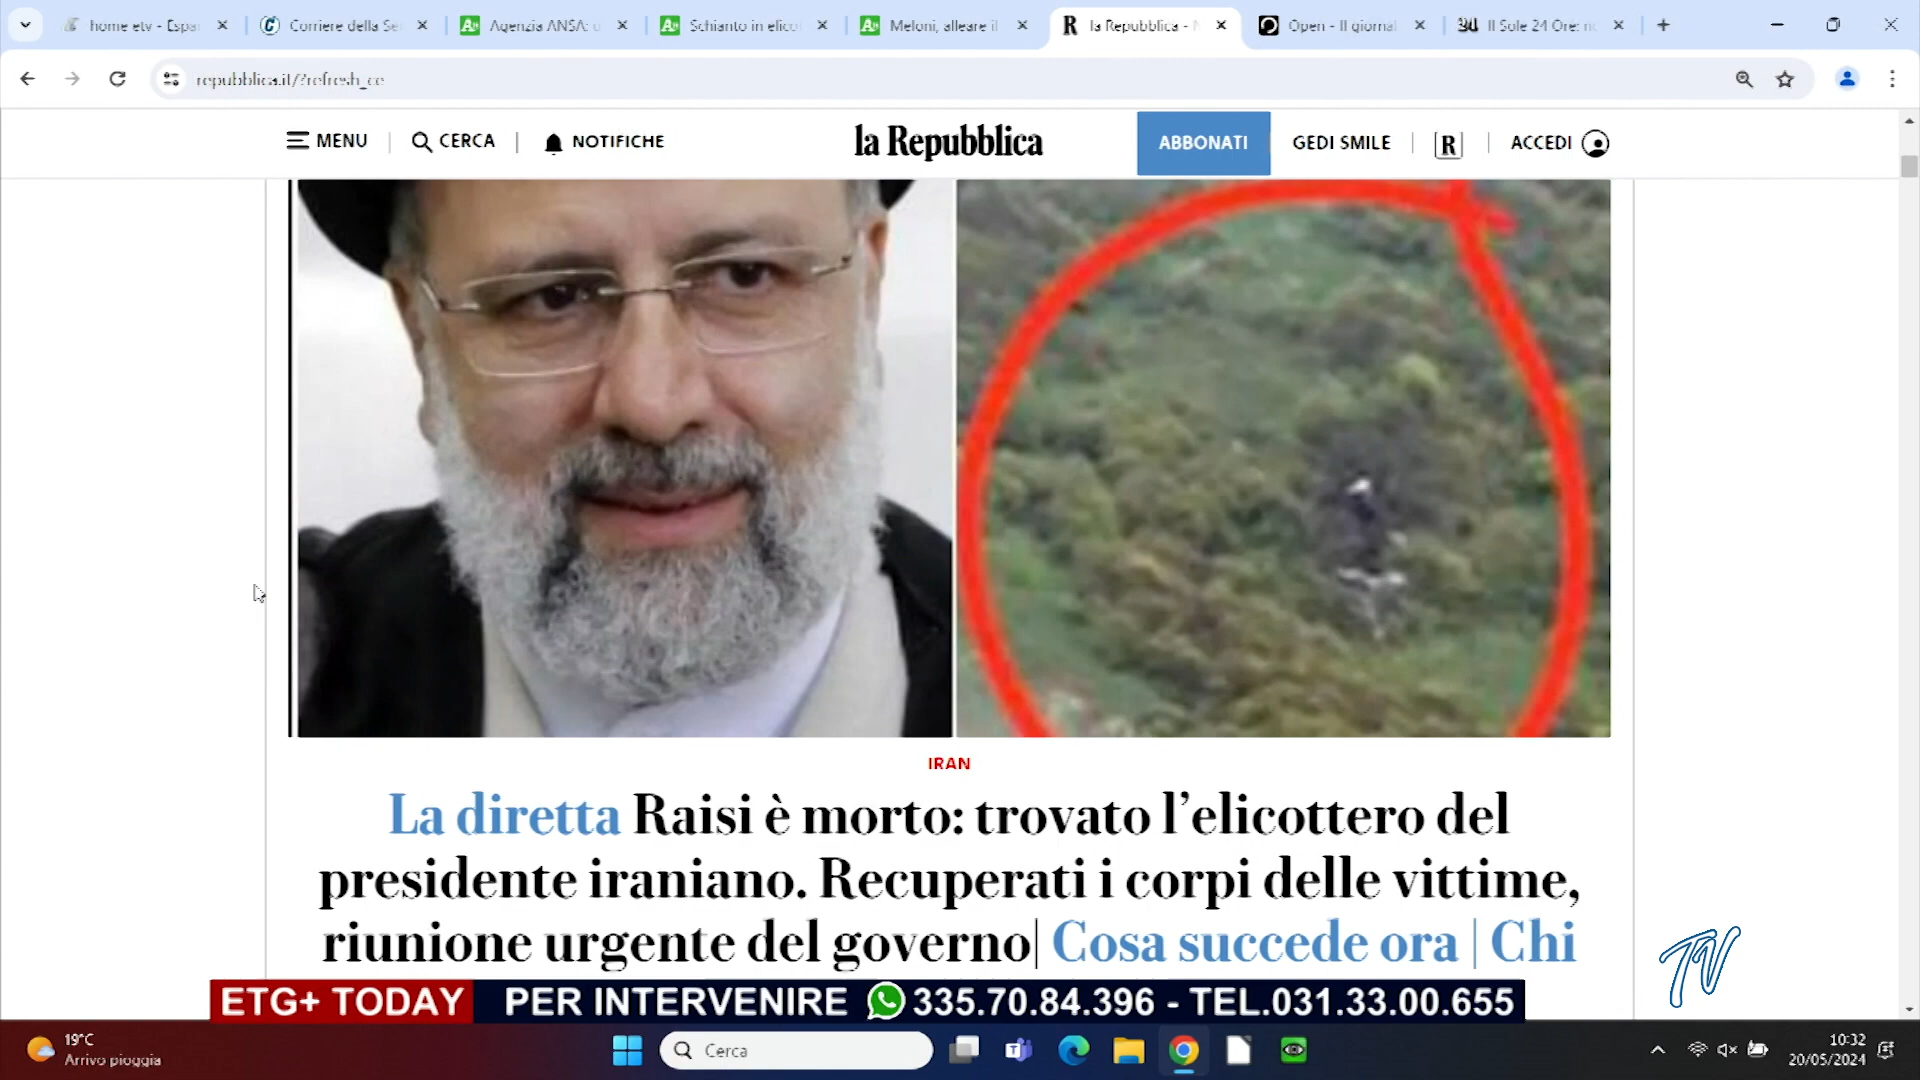 home etv - Espa
Corriere della Se
Agenzia ANSA: u
Schianto in elico
Meloni, alleare il
la Repubblica - N
Open - Il giornal
Il Sole 24 Ore: no
repubblica.it/?refresh_ce
MENU
CERCA
NOTIFICHE
la Repubblica
ABBONATI
GEDI SMILE
R
ACCEDI
IRAN
La diretta Raisi è morto: trovato l'elicottero del
presidente iraniano. Recuperati i corpi delle vittime,
riunione urgente del governo| Cosa succede ora | Chi
TV
ETG+ TODAY PER INTERVENIRE 335.70.84.396 - TEL.031.33.00.655
19°C
Arrivo pioggia
Cerca
10:32
20/05/2024